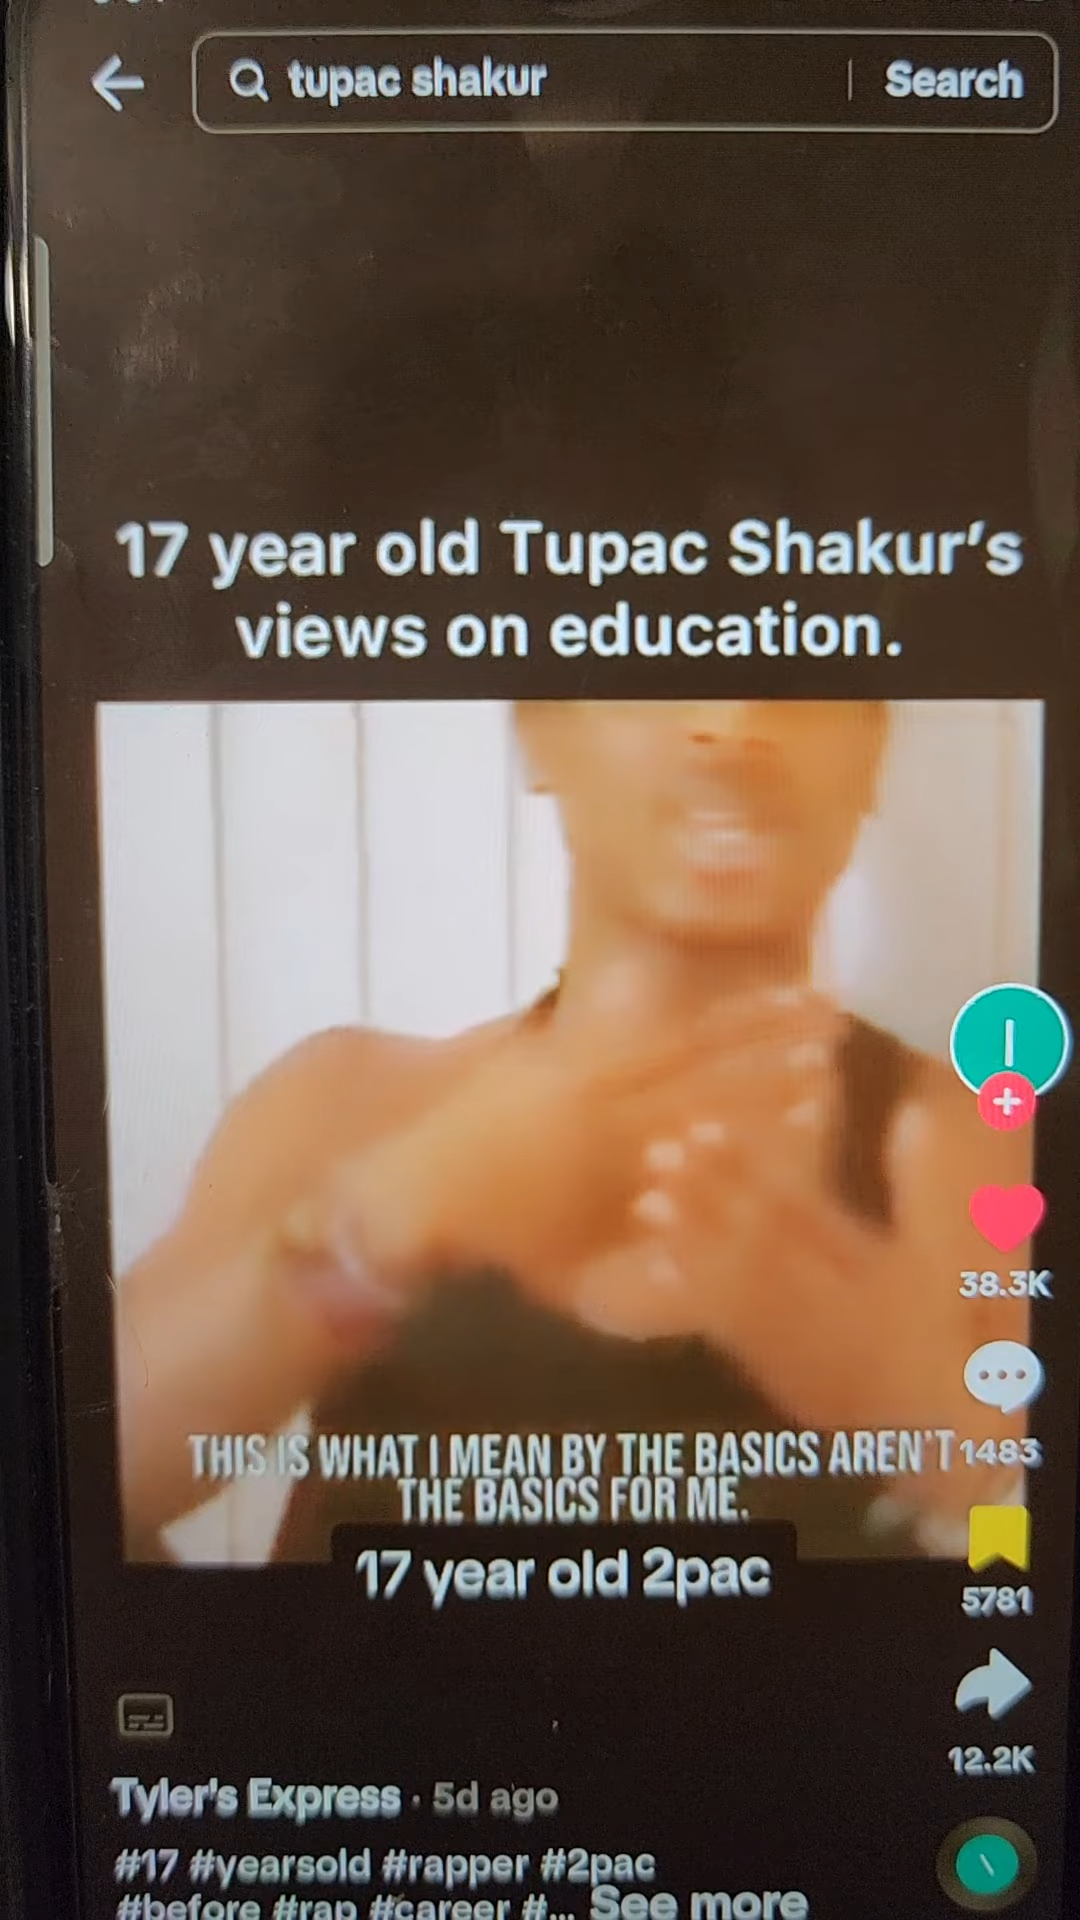 tupac shakur
Search
17 year old Tupac Shakur's
views on education.
38.3K
THIS IS WHAT I MEAN BY THE BASICS AREN'T
THE BASICS FOR ME.
1483
17 year old 2pac
5781
12.2K
Tyler's Express · 5d ago
#17 #yearsold #rapper #2pac
#before #rap #career #... See more